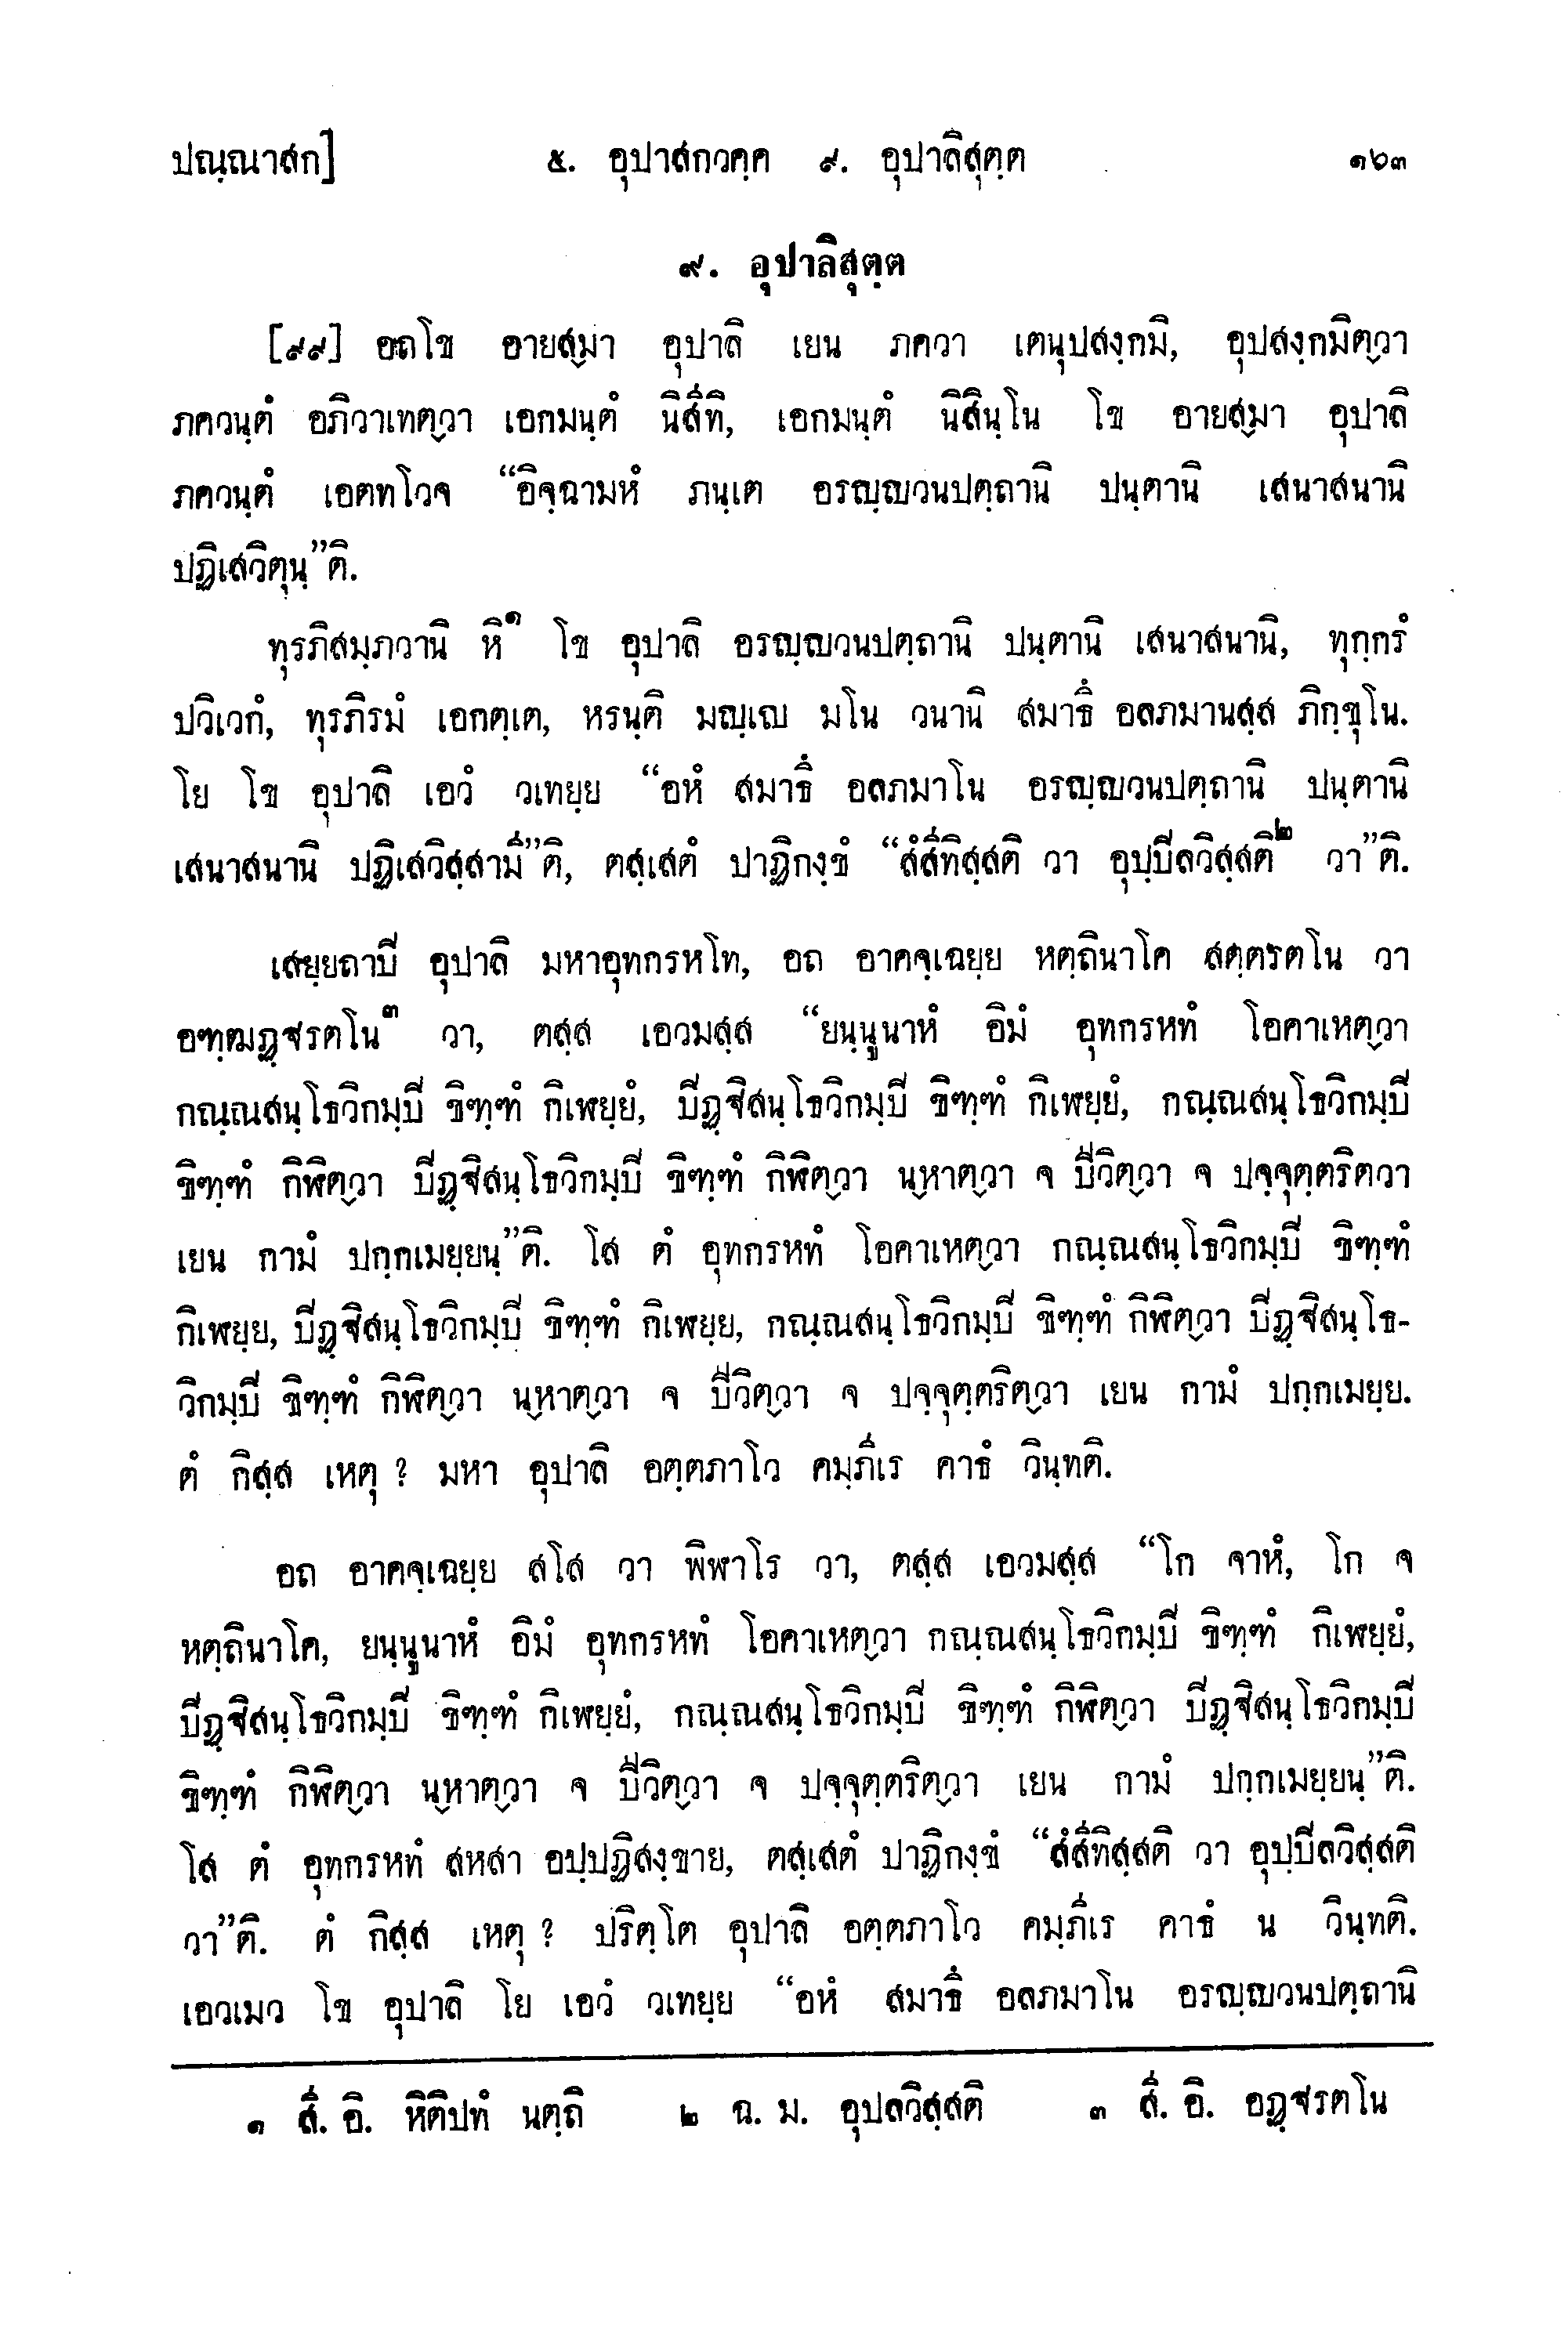 ปณฺณาสก] ๕. อุปาสกวคฺค ๙. อุปาลิสุตฺต ๑๖๓
๙. อุปาลิสุตฺต
[๙๙] อถโข อายสฺมา อุปาลิ เยน ภควา เตนุปสงฺกมิ, อุปสงฺกมิตฺวา
ภควนฺตํ อภิวาเทตฺวา เอกมนฺตํ นิสีทิ, เอกมนฺตํ นิสินฺโน โข อายสฺมา อุปาลิ
ภควนฺตํ เอตทโวจ “อิจฺฉามหํ ภนฺเต อรญฺญวนปตฺถานิ ปนฺตานิ เสนาสนานิ
ปฏิเสวิตุนฺ”ติ.
ทุรภิสมฺภวานิ หิ๑ โข อุปาลิ อรญฺญวนปตฺถานิ ปนฺตานิ เสนาสนานิ, ทุกฺกรํ
ปวิเวกํ, ทุรภิรมํ เอกตฺเต, หรนฺติ มญฺเญ มโน วนานิ สมาธึ อลภมานสฺส ภิกฺขุโน.
โย โข อุปาลิ เอวํ วเทยฺย “อหํ สมาธึ อลภมาโน อรญฺญวนปตฺถานิ ปนฺตานิ
เสนาสนานิ ปฏิเสวิสฺสามี”ติ, ตสฺเสตํ ปาฏิกงฺขํ “สํสีทิสฺสติ วา อุปฺปีลวิสฺสติ๒ วา”ติ.
เสยฺยถาปี อุปาลิ มหาอุทกรหโท, อถ อาคจฺเฉยฺย หตฺถินาโค สตฺตรตโน วา
อฑฺฒฏฺฐรตโน๓ วา, ตสฺส เอวมสฺส “ยนฺนูนาหํ อิมํ อุทกรหทํ โอคาเหตฺวา
กณฺณสนฺโธวิกมฺปี ขิฑฺฑํ กิเฬยฺยํ, ปีฏฺฐิสนฺโธวิกมฺปี ขิฑฺฑํ กิเฬยฺยํ, กณฺณสนฺโธวิกมฺปี
ขิฑฺฑํ กิฬิตฺวา ปีฏฺฐิสนฺโธวิกมฺปี ขิฑฺฑํ กิฬิตฺวา นฺหาตฺวา จ ปีวิตฺวา จ ปจฺจุตฺตริตวา
เยน กามํ ปกฺกเมยฺยนฺ”ติ. โส ตํ อุทกรหทํ โอคาเหตฺวา กณฺณสนฺโธวิกมฺปี ขิฑฺฑํ
กิเฬยฺย, ปีฏฺฐิสนฺโธวิกมฺปี ขิฑฺฑํ กิเฬยฺย, กณฺณสนฺโธวิกมฺปี ขิฑฺฑํ กิฬิตฺวา ปีฏฺฐิสนฺโธ-
วิกมฺปี ขิฑฺฑํ กิฬิตฺวา นฺหาตฺวา จ ปีวิตฺวา จ ปจฺจุตฺตริตฺวา เยน กามํ ปกฺกเมยฺย.
ตํ กิสฺส เหตุ ? มหา อุปาลิ อตฺตภาโว คมฺภีเร คาธํ วินฺทติ.
อถ อาคจฺเฉยฺย สโส วา พิฬาโร วา, ตสฺส เอวมสฺส “โก จาหํ, โก จ
หตฺถินาโค, ยนฺนูนาหํ อิมํ อุทกรหทํ โอคาเหตฺวา กณฺณสนฺโธวิกมฺปี ขิฑฺฑํ กิเฬยฺยํ,
ปีฏฺฐิสนฺโธวิกมฺปี ขิฑฺฑํ กิเฬยฺยํ, กณฺณสนฺโธวิกมฺปี ขิฑฺฑํ กิฬิตฺวา ปีฏฺฐิสนฺโธวิกมฺปี
ขิฑฺฑํ กิฬิตฺวา นฺหาตฺวา จ ปีวิตฺวา จ ปจฺจุตฺตริตฺวา เยน กามํ ปกฺกเมยฺยนฺ”ติ.
โส ตํ อุทกรหทํ สหสา อปฺปฏิสงฺขาย, ตสฺเสตํ ปาฏิกงฺขํ “สํสีทิสฺสติ วา อุปฺปีลวิสฺสติ
วา”ติ. ตํ กิสฺส เหตุ ? ปริตฺโต อุปาลิ อตฺตภาโว คมฺภีเร คาธํ น วินฺทติ.
เอวเมว โข อุปาลิ โย เอวํ วเทยฺย “อหํ สมาธึ อลภมาโน อรญฺญวนปตฺถานิ
๑ สี. อิ. หิติปทํ นตฺถิ ๒ ฉ. ม. อุปลวิสฺสติ ๓ สี. อิ. อฏฺฐรตโน